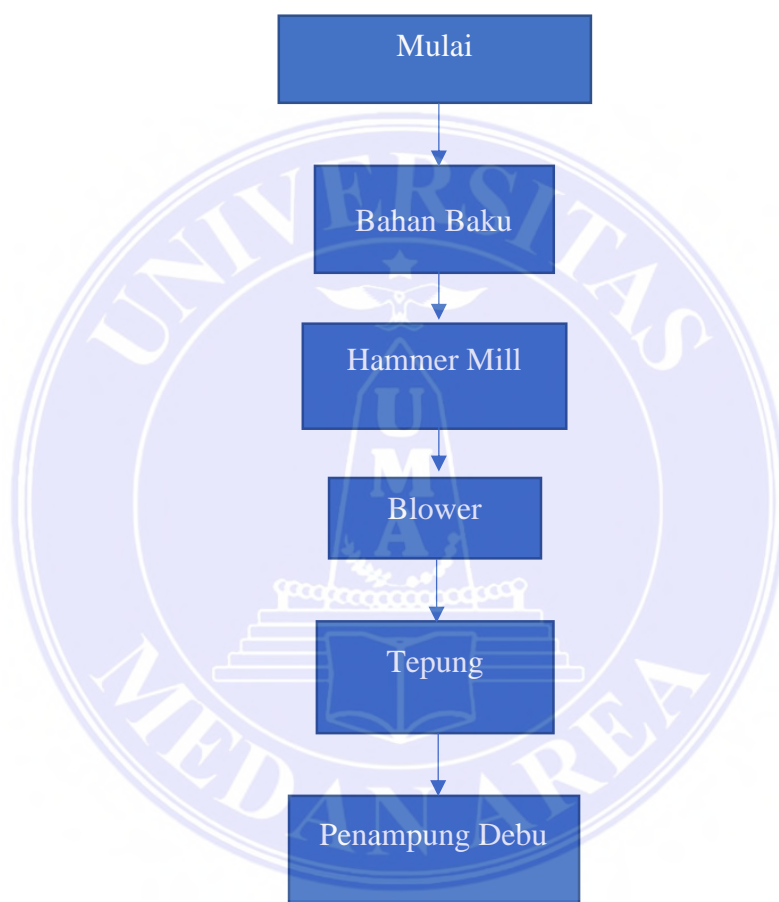 Mulai
Bahan Baku
Hammer Mill
Blower
Tepung
Penampung Debu
UNIVERSITAS
MEDAN AREA
U
M
A